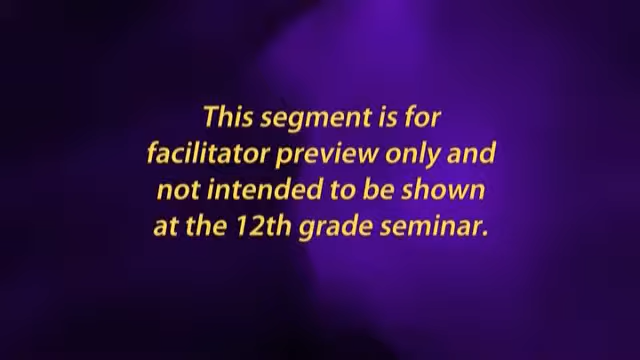 This segment is for
facilitator preview only and
not intended to be shown
at the 12th grade seminar.